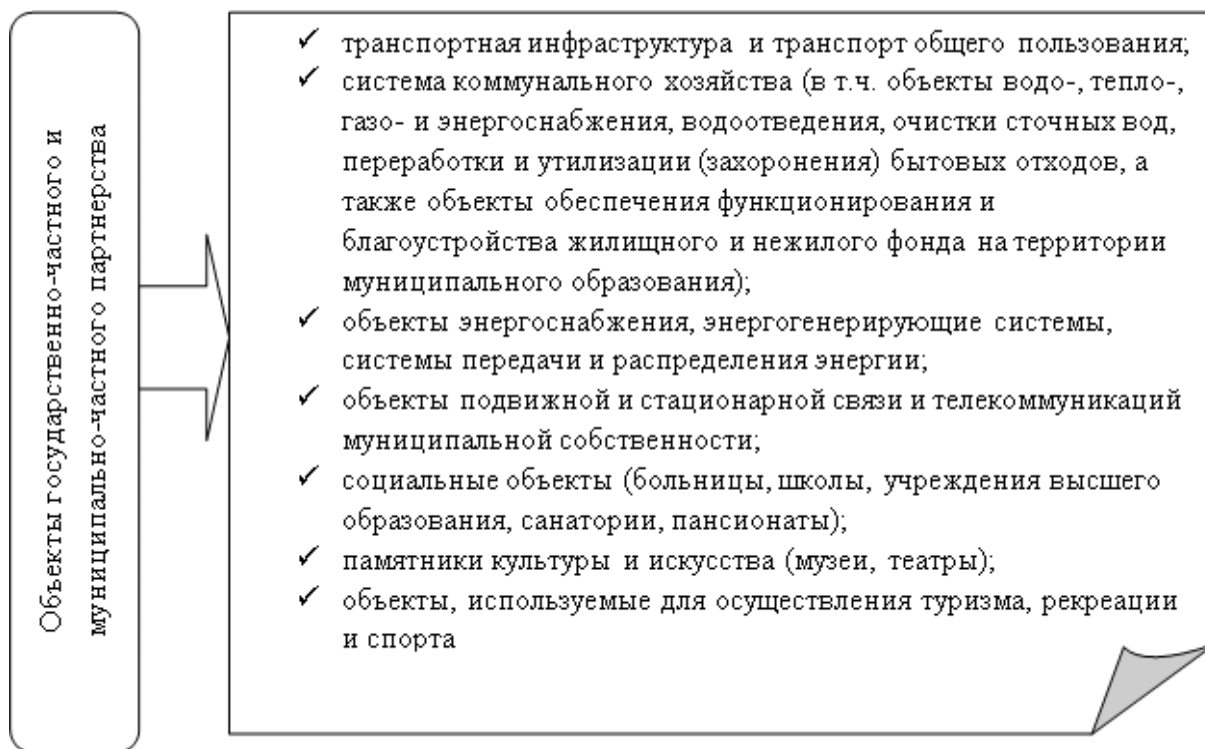 Объекты государственно-частного и
муниципально-частного партнерства
✓ транспортная инфраструктура и транспорт общего пользования;
✓ система коммунального хозяйства (в т.ч. объекты водо-, тепло-,
газо- и энергоснабжения, водоотведения, очистки сточных вод,
переработки и утилизации (захоронения) бытовых отходов, а
также объекты обеспечения функционирования и
благоустройства жилищного и нежилого фонда на территории
муниципального образования);
✓ объекты энергоснабжения, энергогенерирующие системы,
системы передачи и распределения энергии;
✓ объекты подвижной и стационарной связи и телекоммуникаций
муниципальной собственности;
✓ социальные объекты (больницы, школы, учреждения высшего
образования, санатории, пансионаты);
✓ памятники культуры и искусства (музеи, театры);
✓ объекты, используемые для осуществления туризма, рекреации
и спорта